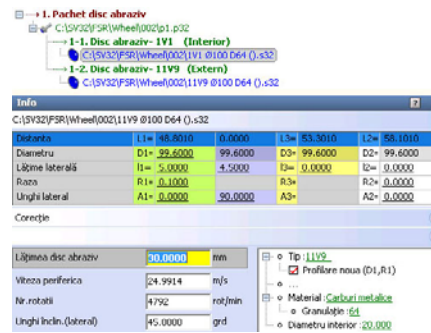 1. Pachet disc abraziv
C:\SV32\FSR\Wheel\002\p1.p32
1-1. Disc abraziv- 1V1 (Interior)
C:\SV32\FSR\Wheel\002\1V1 Ø100 D64 ().s32
1-2. Disc abraziv- 11V9 (Extern)
C:\SV32\FSR\Wheel\002\11V9 Ø100 D64 ().s32
Info ?
C:\SV32\FSR\Wheel\002\11V9 Ø100 D64 ().s32
Distanta L1= 48.8010 0.0000 L3= 53.3010 L2= 58.1010
Diametru D1= 99.6000 99.6000 D3= 99.6000 D2= 99.6000
Lățime laterală l1= 5.0000 4.5000 l3= 0.0000 l2= 0.0000
Raza R1= 0.1000 R3= R2= 0.0000
Unghi lateral A1= 0.0000 90.0000 A3= A2= 0.0000
Corecție
Lățimea disc abraziv 30.0000 mm
Viteza periferica 24.9914 m/s
Nr.rotatii 4792 rot/min
Unghi înclin.(lateral) 45.0000 grd
Tip :11V9
Profilare noua (D1,R1)
...
Material :Carburi metalice
Granulație :64
Diametru interior :20.000